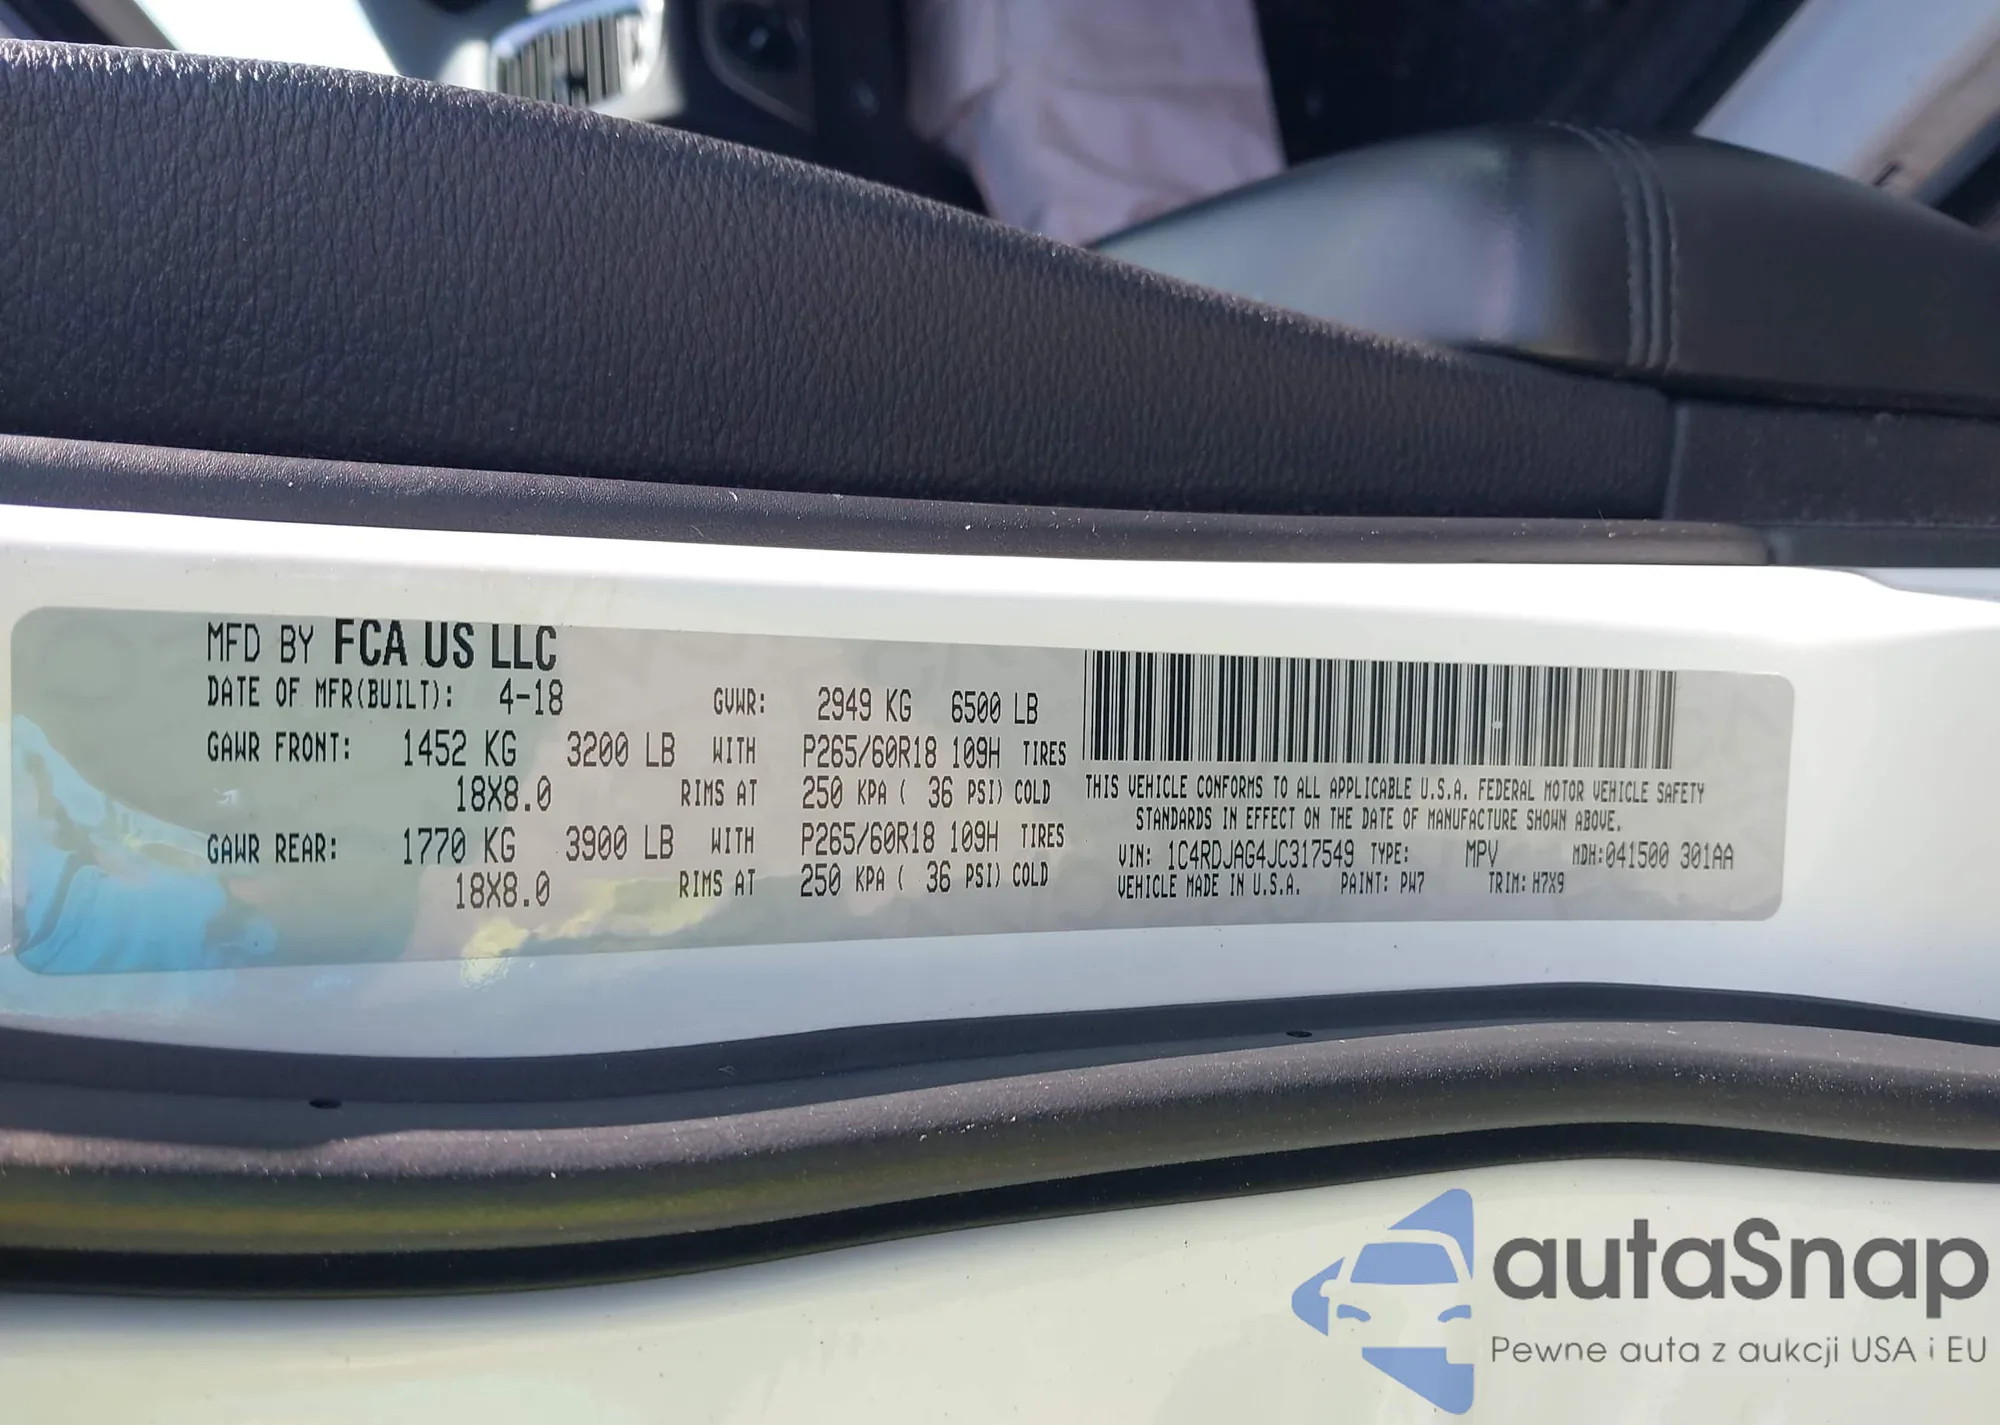 MFD BY FCA US LLC
DATE OF MFR(BUILT): 4-18 GVWR: 2949 KG 6500 LB
GAWR FRONT: 1452 KG 3200 LB WITH P265/60R18 109H TIRES
18X8.0 RIMS AT 250 KPA ( 36 PSI) COLD
GAWR REAR: 1770 KG 3900 LB WITH P265/60R18 109H TIRES
18X8.0 RIMS AT 250 KPA ( 36 PSI) COLD
THIS VEHICLE CONFORMS TO ALL APPLICABLE U.S.A. FEDERAL MOTOR VEHICLE SAFETY
STANDARDS IN EFFECT ON THE DATE OF MANUFACTURE SHOWN ABOVE.
VIN: 1C4RDJAG4JC317549 TYPE: MPV MDH:041500 301AA
VEHICLE MADE IN U.S.A. PAINT: PW7 TRIM: H7X9
autaSnap
Pewne auta z aukcji USA i EU